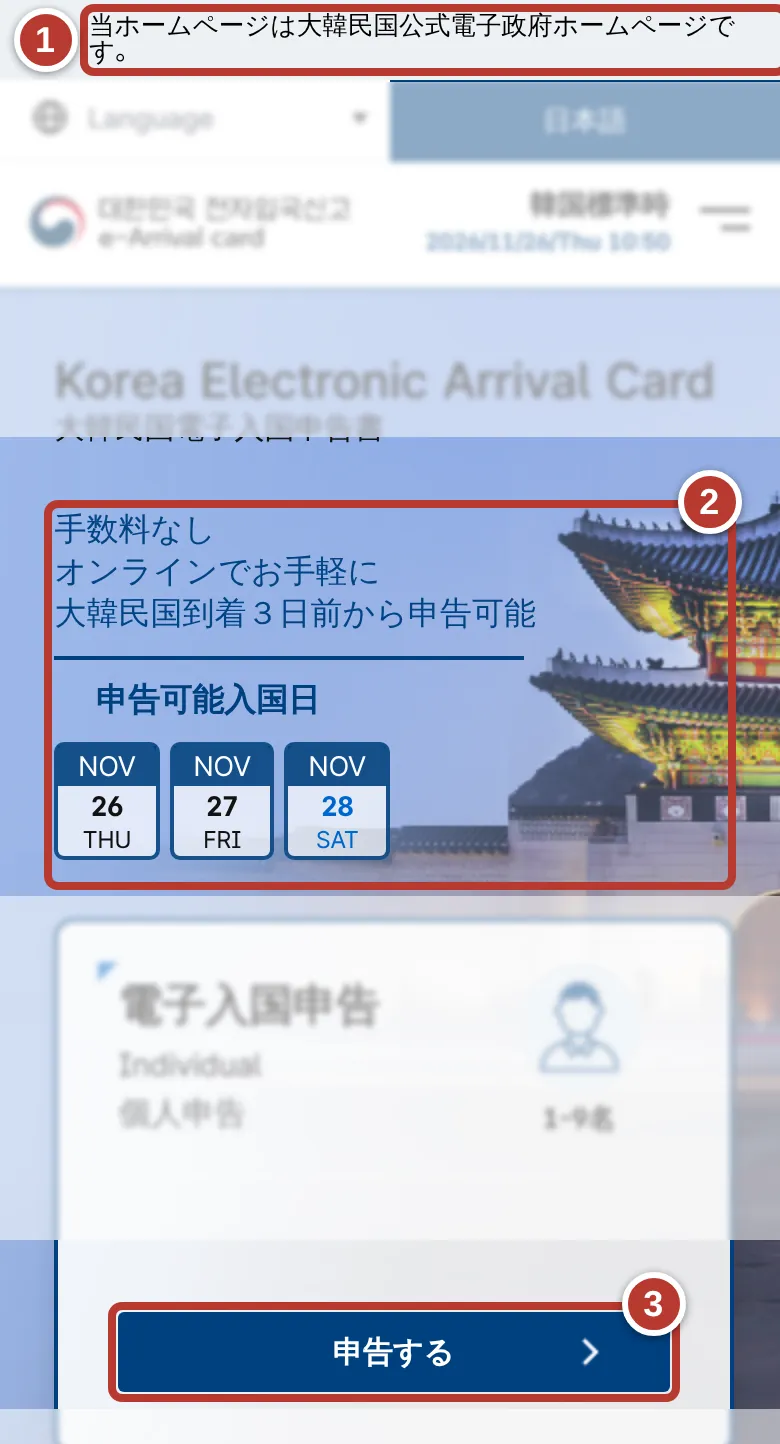 1
当ホームページは大韓民国公式電子政府ホームページで
す。
Language
日本語
대한민국 전자입국신고
e-Arrival card
韓国標準時
2026/11/26/Thu 10:50
Korea Electronic Arrival Card
大韓民国電子入国申告書
2
手数料なし
オンラインでお手軽に
大韓民国到着３日前から申告可能
申告可能入国日
NOV NOV NOV
26 27 28
THU FRI SAT
電子入国申告
Individual
個人申告
1-9名
3
申告する